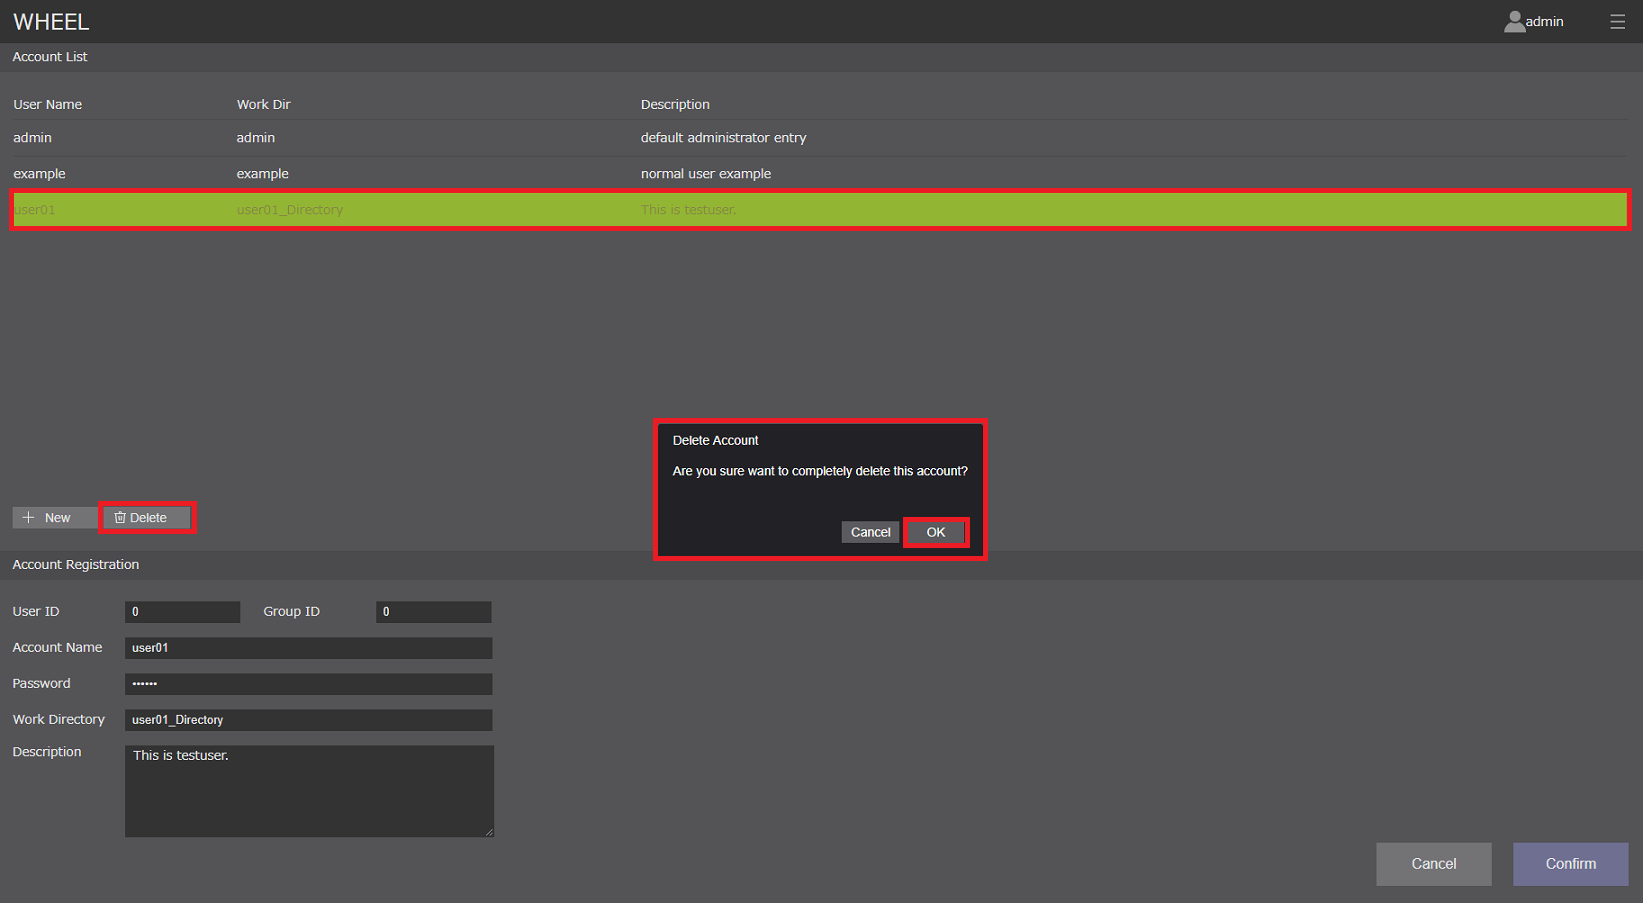 WHEEL
admin
Account List
User Name Work Dir Description
admin admin default administrator entry
example example normal user example
user01 user01_Directory This is testuser.
Delete Account
Are you sure want to completely delete this account?
Cancel OK
New Delete
Account Registration
User ID 0 Group ID 0
Account Name user01
Password ••••••
Work Directory user01_Directory
Description This is testuser.
Cancel Confirm